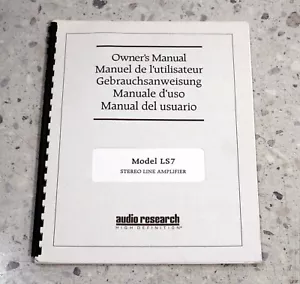 Owner's Manual
Manuel de l'utilisateur
Gebrauchsanweisung
Manuale d'uso
Manual del usuario
Model LS7
STEREO LINE AMPLIFIER
audio research
HIGH DEFINITION®